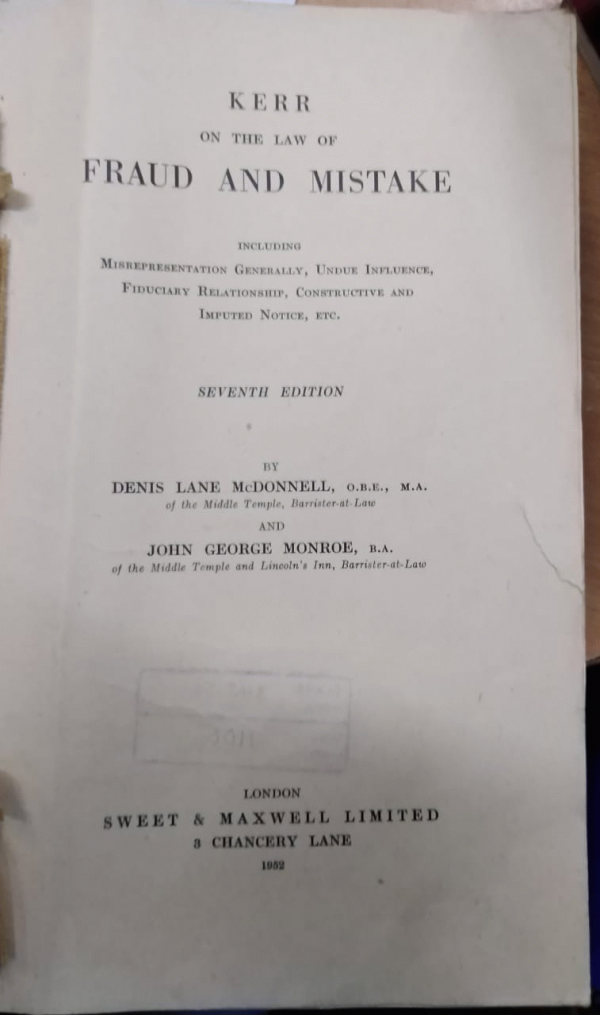 KERR
ON THE LAW OF
FRAUD AND MISTAKE
INCLUDING
MISREPRESENTATION GENERALLY, UNDUE INFLUENCE,
FIDUCIARY RELATIONSHIP, CONSTRUCTIVE AND
IMPUTED NOTICE, ETC.
SEVENTH EDITION
BY
DENIS LANE McDONNELL, O.B.E., M.A.
of the Middle Temple, Barrister-at-Law
AND
JOHN GEORGE MONROE, B.A.
of the Middle Temple and Lincoln's Inn, Barrister-at-Law
LONDON
SWEET & MAXWELL LIMITED
3 CHANCERY LANE
1952